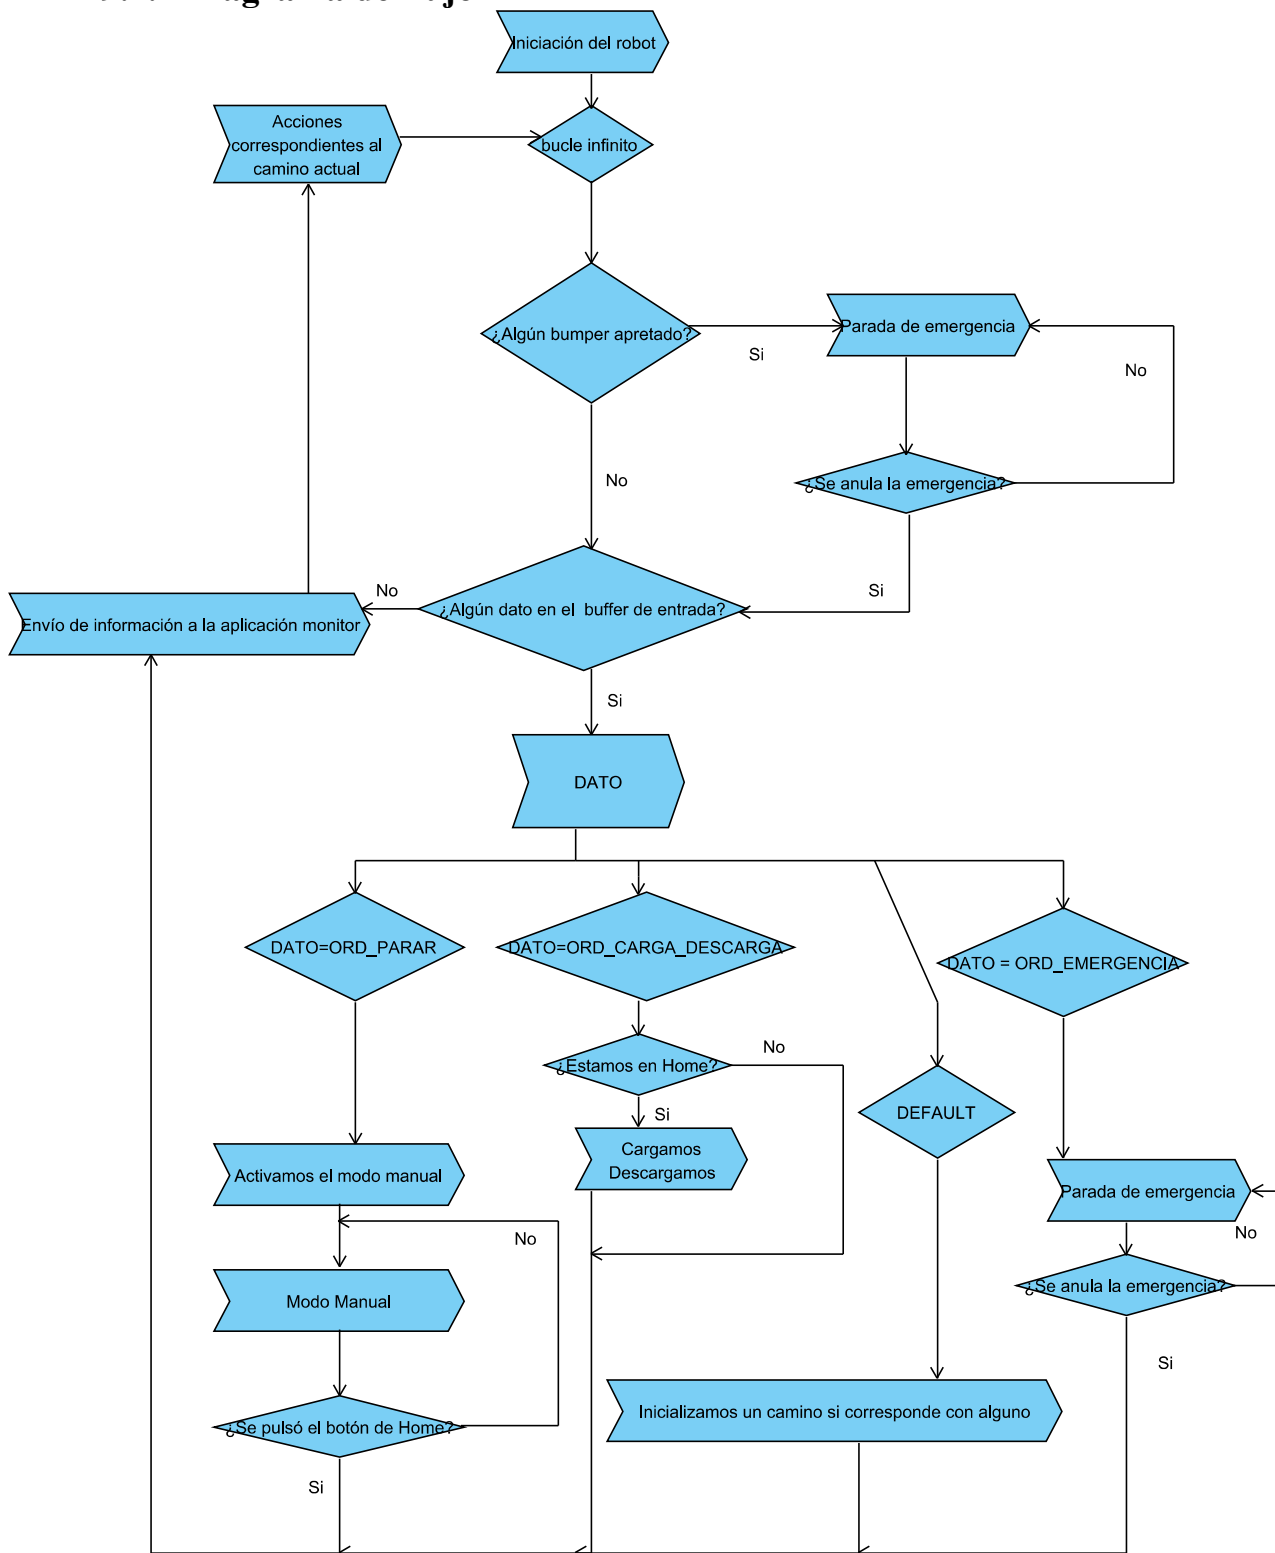 Iniciación del robot
Acciones
correspondientes al
camino actual
bucle infinito
¿Algún bumper apretado?
Si
Parada de emergencia
No
No
¿Se anula la emergencia?
Si
¿Algún dato en el buffer de entrada?
No
Envío de información a la aplicación monitor
Si
DATO
DATO=ORD_PARAR
DATO=ORD_CARGA_DESCARGA
DATO = ORD_EMERGENCIA
¿Estamos en Home?
No
Si
DEFAULT
Cargamos
Descargamos
Activamos el modo manual
Parada de emergencia
No
No
Modo Manual
¿Se anula la emergencia?
Si
Inicializamos un camino si corresponde con alguno
¿Se pulsó el botón de Home?
Si